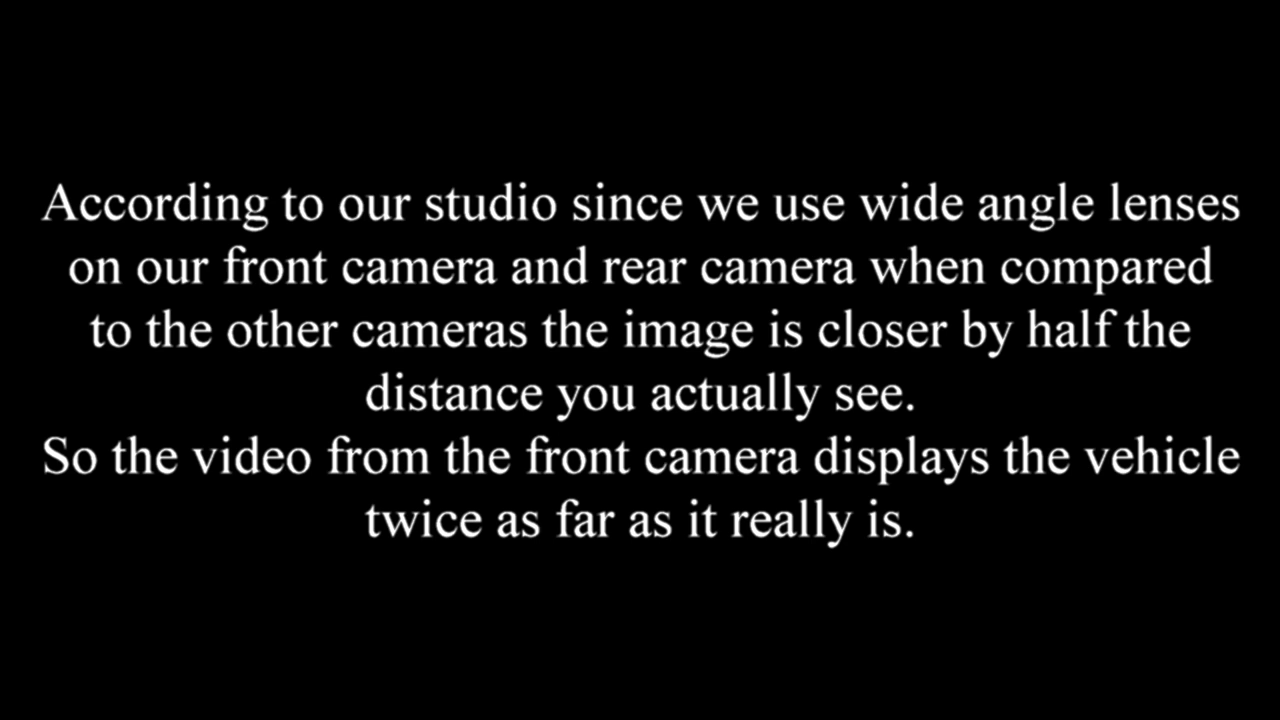 According to our studio since we use wide angle lenses
on our front camera and rear camera when compared
to the other cameras the image is closer by half the
distance you actually see.
So the video from the front camera displays the vehicle
twice as far as it really is.